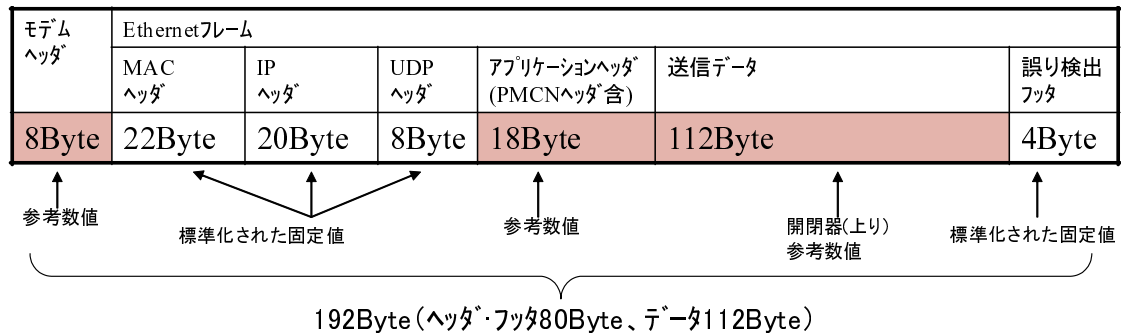 ﾓﾃﾞﾑ
ﾍｯﾀﾞ
Ethernetﾌﾚｰﾑ
MAC
ﾍｯﾀﾞ
IP
ﾍｯﾀﾞ
UDP
ﾍｯﾀﾞ
ｱﾌﾟﾘｹｰｼｮﾝﾍｯﾀﾞ
(PMCNﾍｯﾀﾞ含)
送信ﾃﾞｰﾀ
誤り検出
ﾌｯﾀ
8Byte 22Byte 20Byte 8Byte 18Byte 112Byte 4Byte
参考数値
標準化された固定値
参考数値
開閉器(上り)
参考数値
標準化された固定値
192Byte(ﾍｯﾀﾞ･ﾌｯﾀ80Byte、ﾃﾞｰﾀ112Byte)